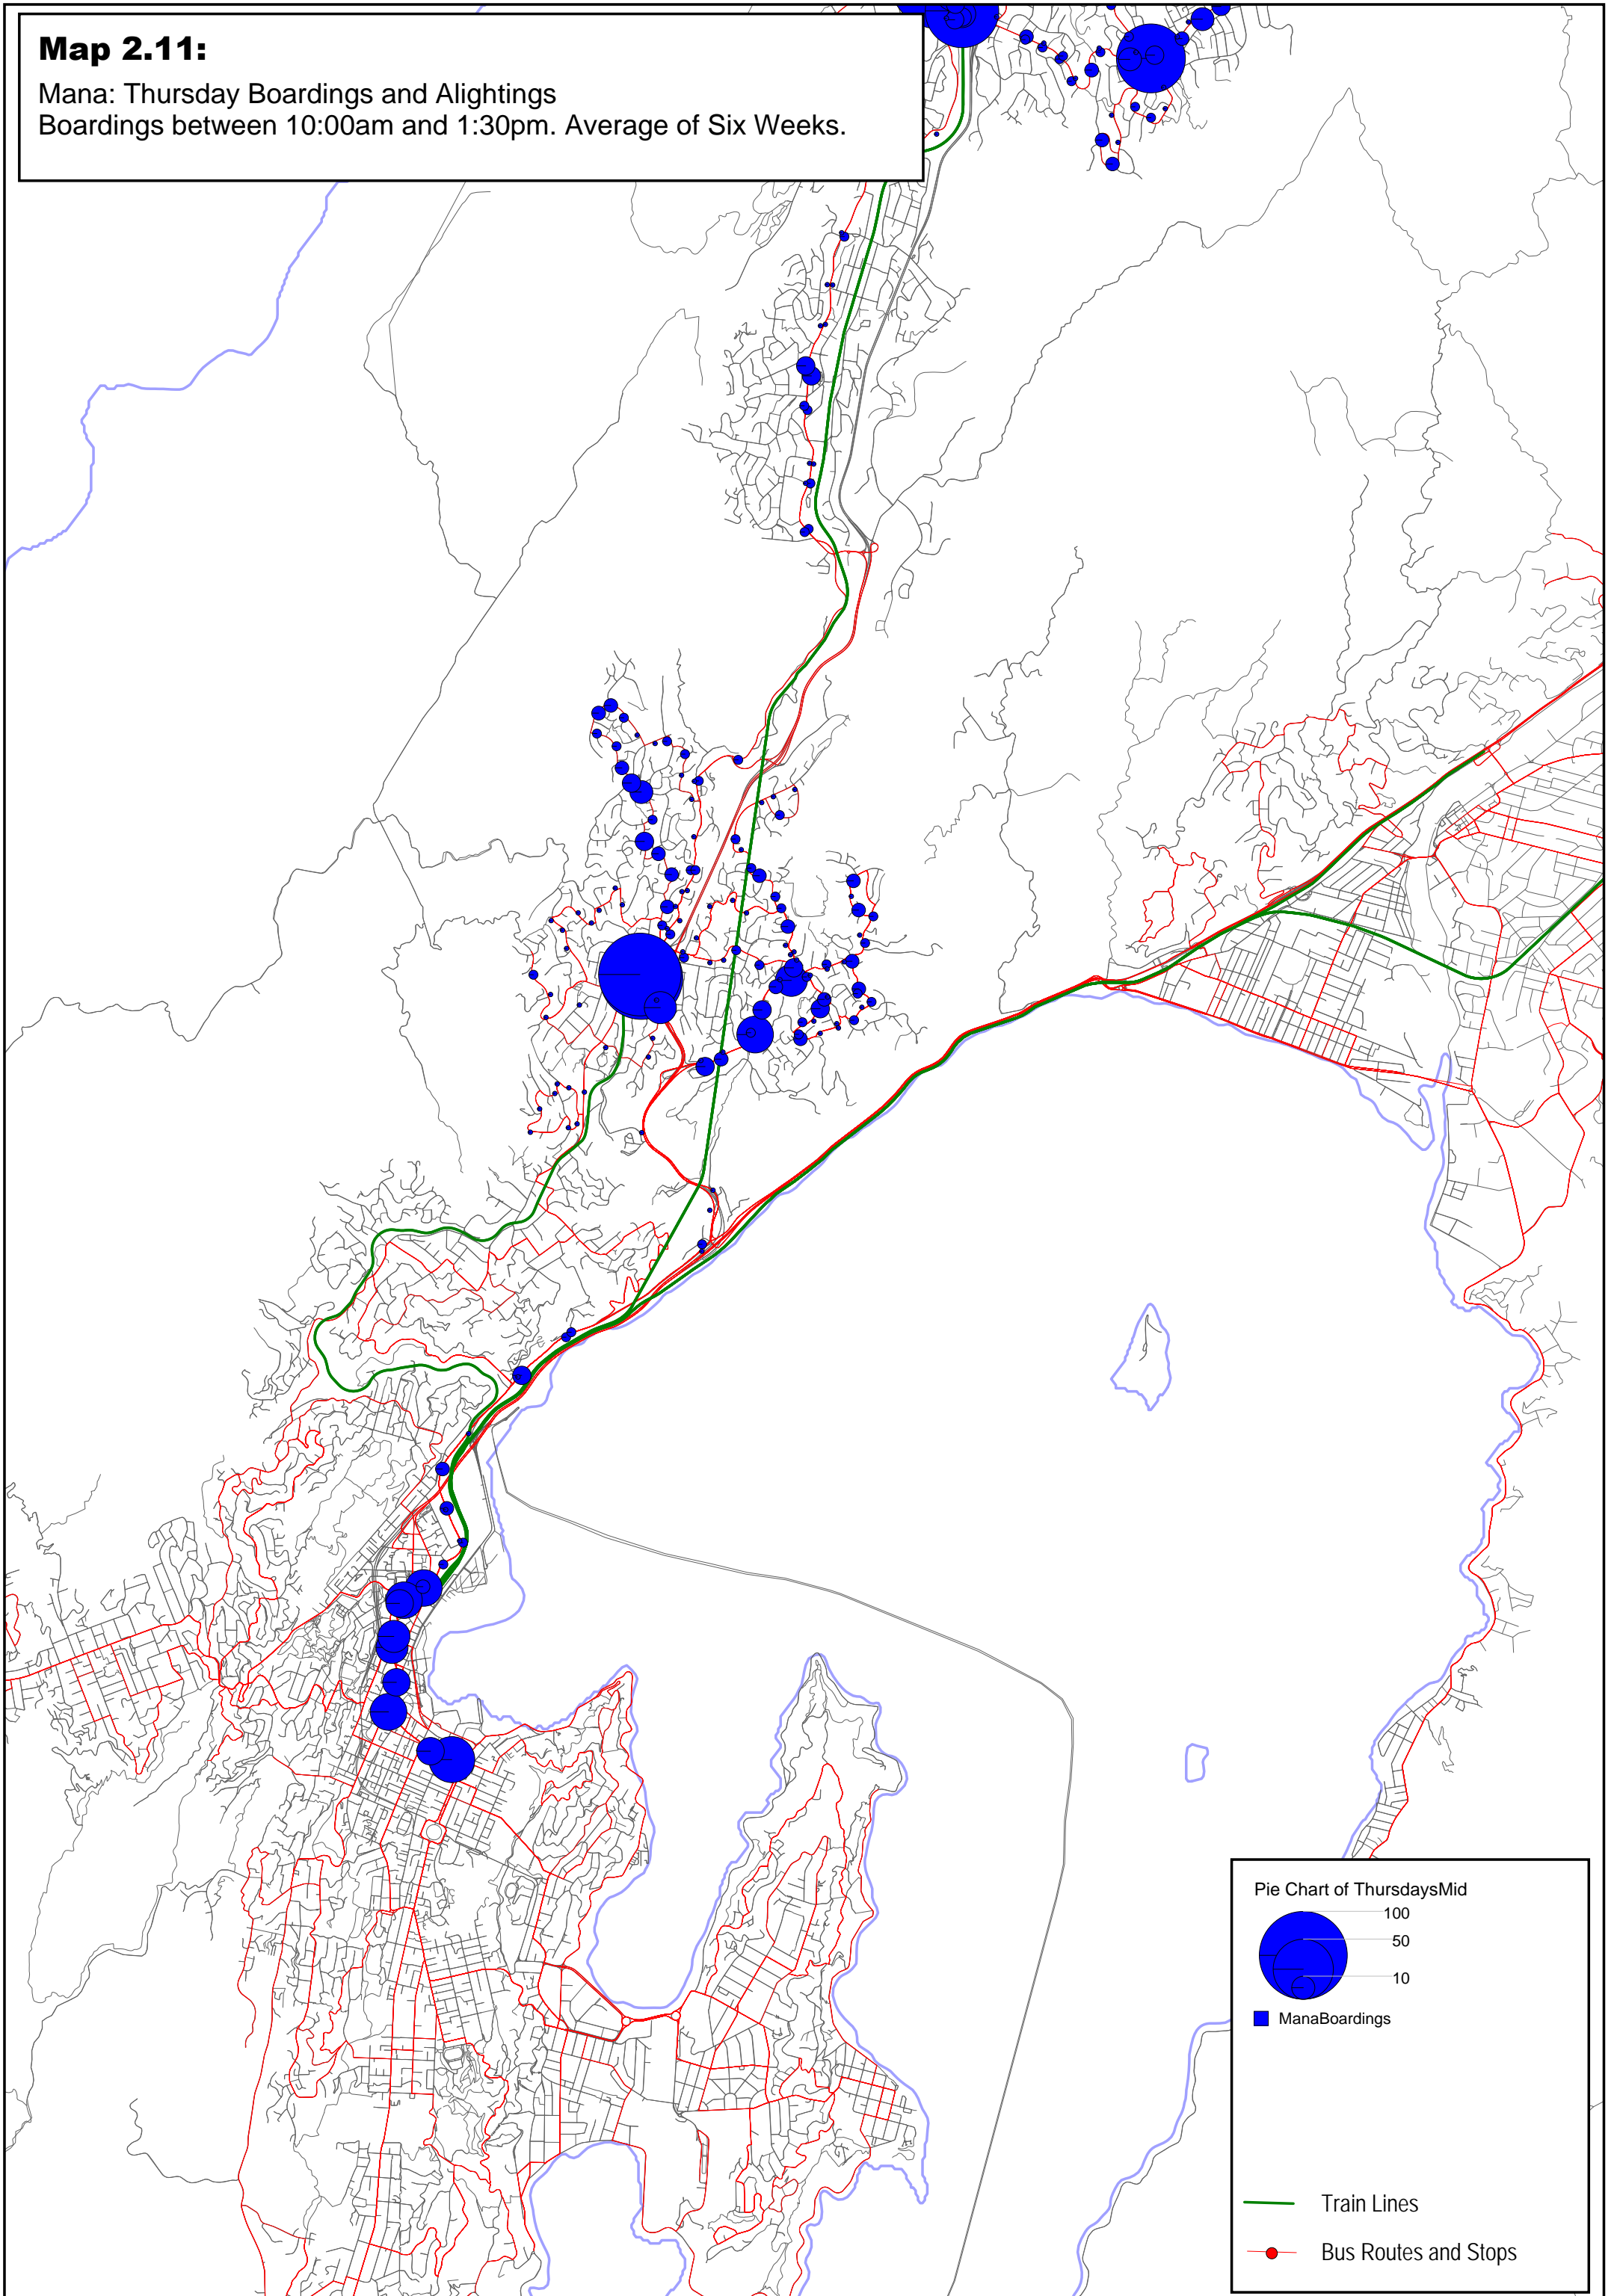 Map 2.11:
Mana: Thursday Boardings and Alightings
Boardings between 10:00am and 1:30pm. Average of Six Weeks.
Pie Chart of ThursdaysMid
100
50
10
ManaBoardings
Train Lines
Bus Routes and Stops